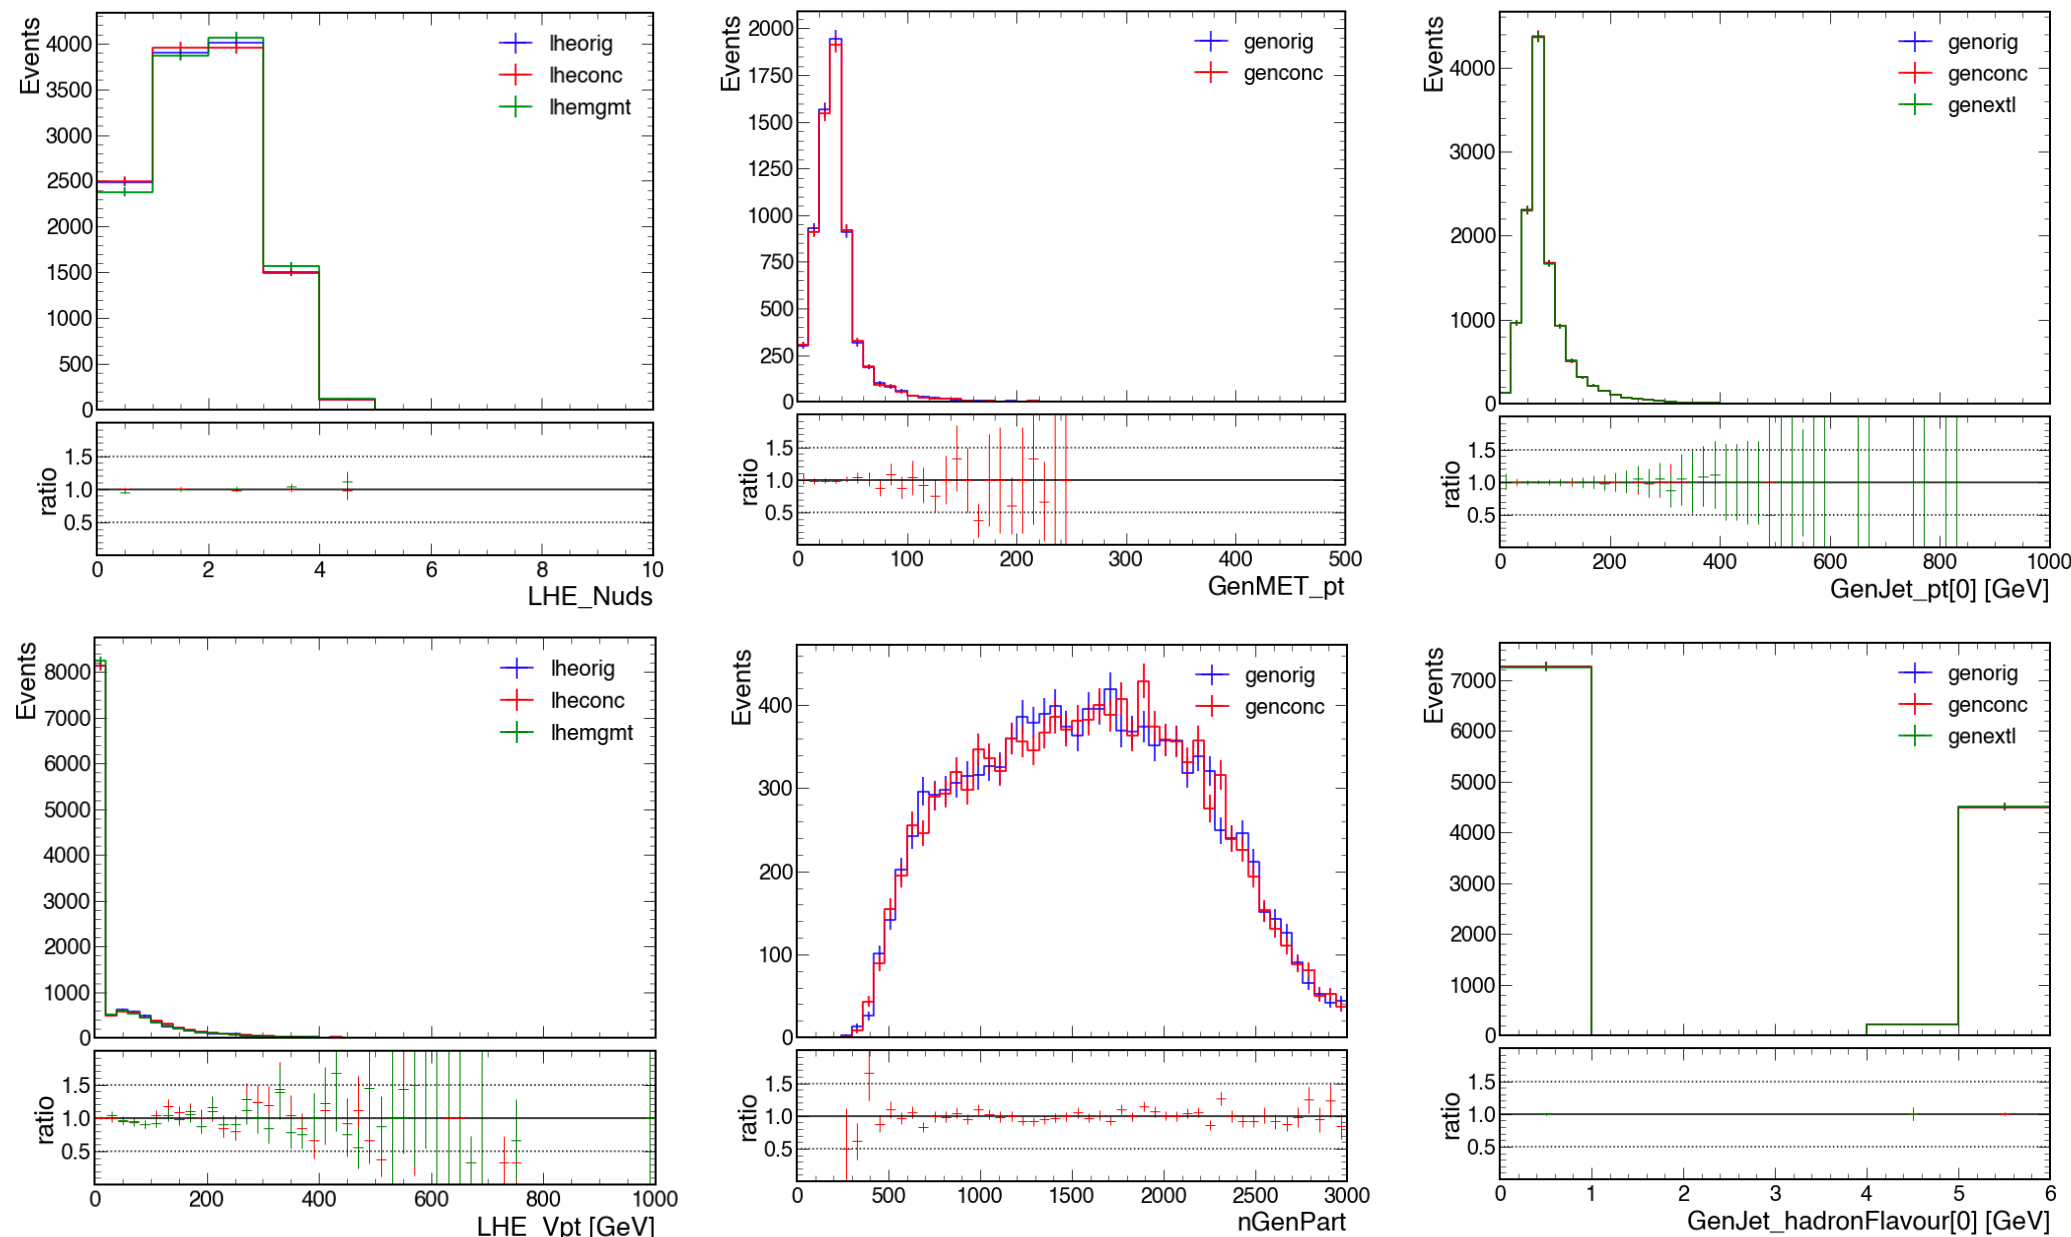 Events
4000
3500
3000
2500
2000
1500
1000
500
0
lheorig
lheconc
lhemgmt
ratio
1.5
1.0
0.5
0 2 4 6 8 10
LHE_Nuds
Events
2000
1750
1500
1250
1000
750
500
250
0
genorig
genconc
ratio
1.5
1.0
0.5
0 100 200 300 400 500
GenMET_pt
Events
4000
3000
2000
1000
0
genorig
genconc
genextl
ratio
1.5
1.0
0.5
0 200 400 600 800 1000
GenJet_pt[0] [GeV]
Events
8000
7000
6000
5000
4000
3000
2000
1000
0
lheorig
lheconc
lhemgmt
ratio
1.5
1.0
0.5
0 200 400 600 800 1000
LHE_Vpt [GeV]
Events
400
300
200
100
0
genorig
genconc
ratio
1.5
1.0
0.5
0 500 1000 1500 2000 2500 3000
nGenPart
Events
7000
6000
5000
4000
3000
2000
1000
0
genorig
genconc
genextl
ratio
1.5
1.0
0.5
0 1 2 3 4 5 6
GenJet_hadronFlavour[0] [GeV]